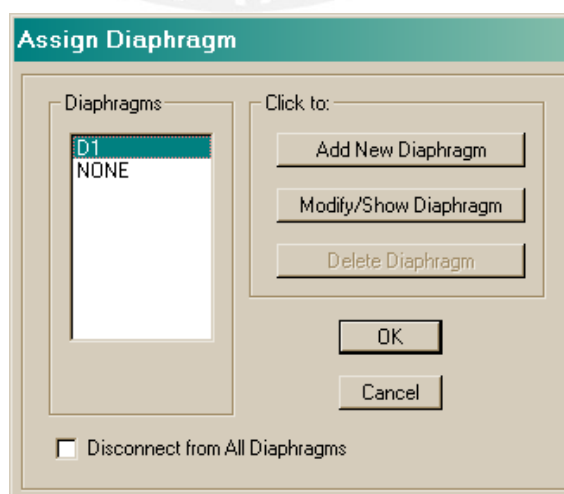 Assign Diaphragm
Diaphragms
D1
NONE
Click to:
Add New Diaphragm
Modify/Show Diaphragm
Delete Diaphragm
OK
Cancel
Disconnect from All Diaphragms